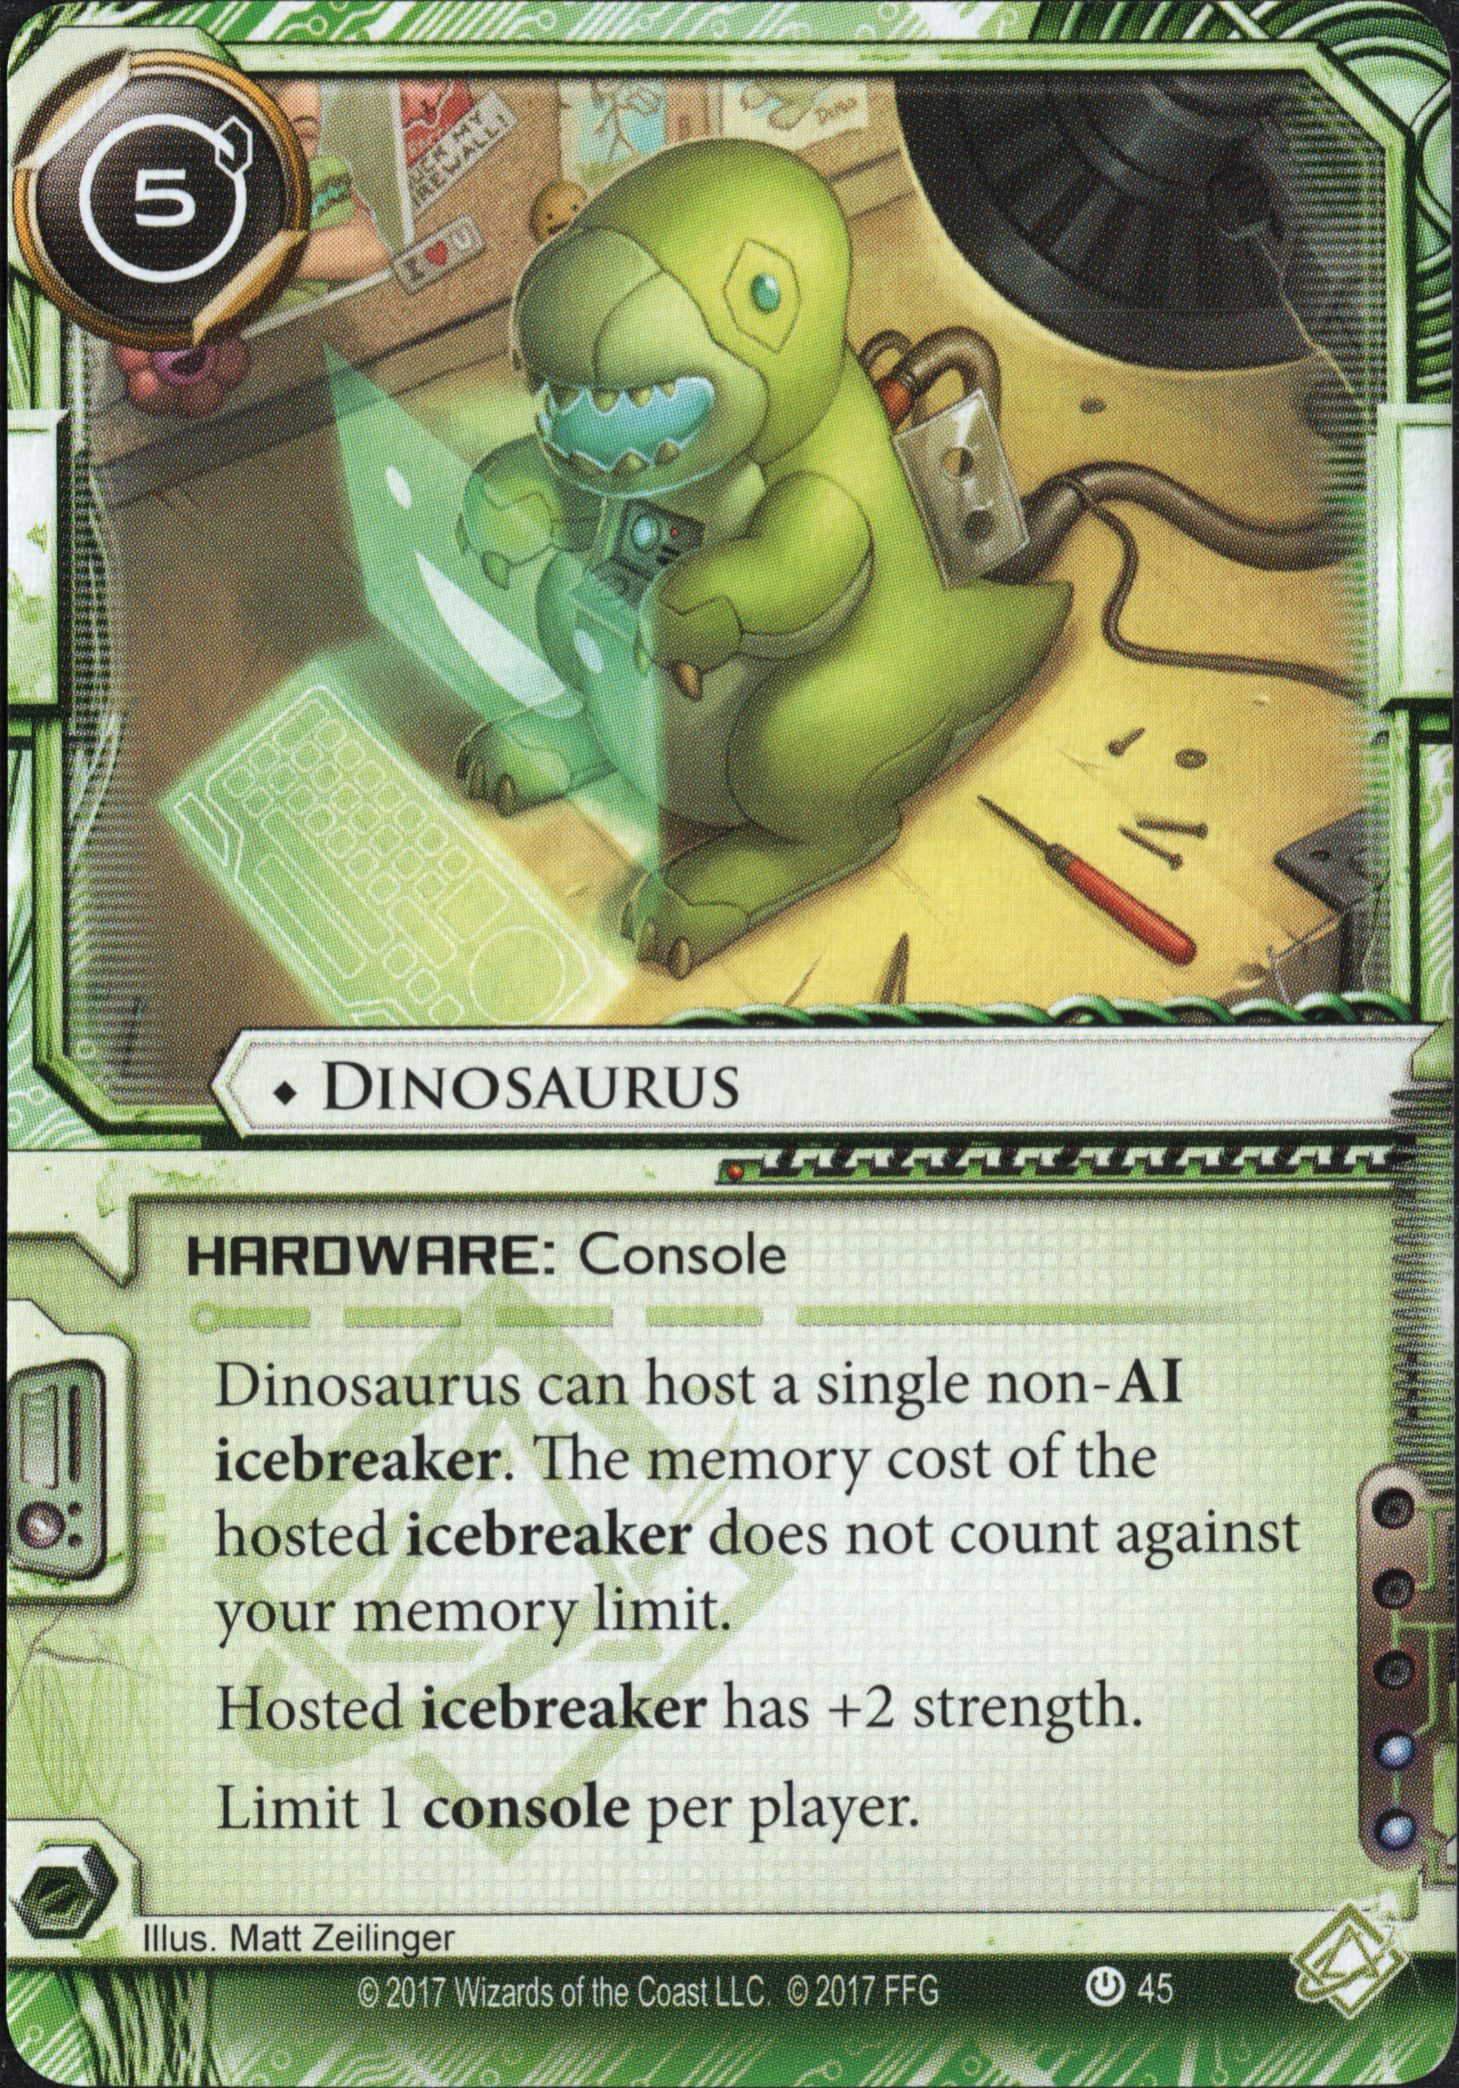 5
Dino
MY
I ♥ U
◆ DINOSAURUS
HARDWARE: Console
Dinosaurus can host a single non-AI
icebreaker. The memory cost of the
hosted icebreaker does not count against
your memory limit.
Hosted icebreaker has +2 strength.
Limit 1 console per player.
Illus. Matt Zeilinger
© 2017 Wizards of the Coast LLC. © 2017 FFG
45